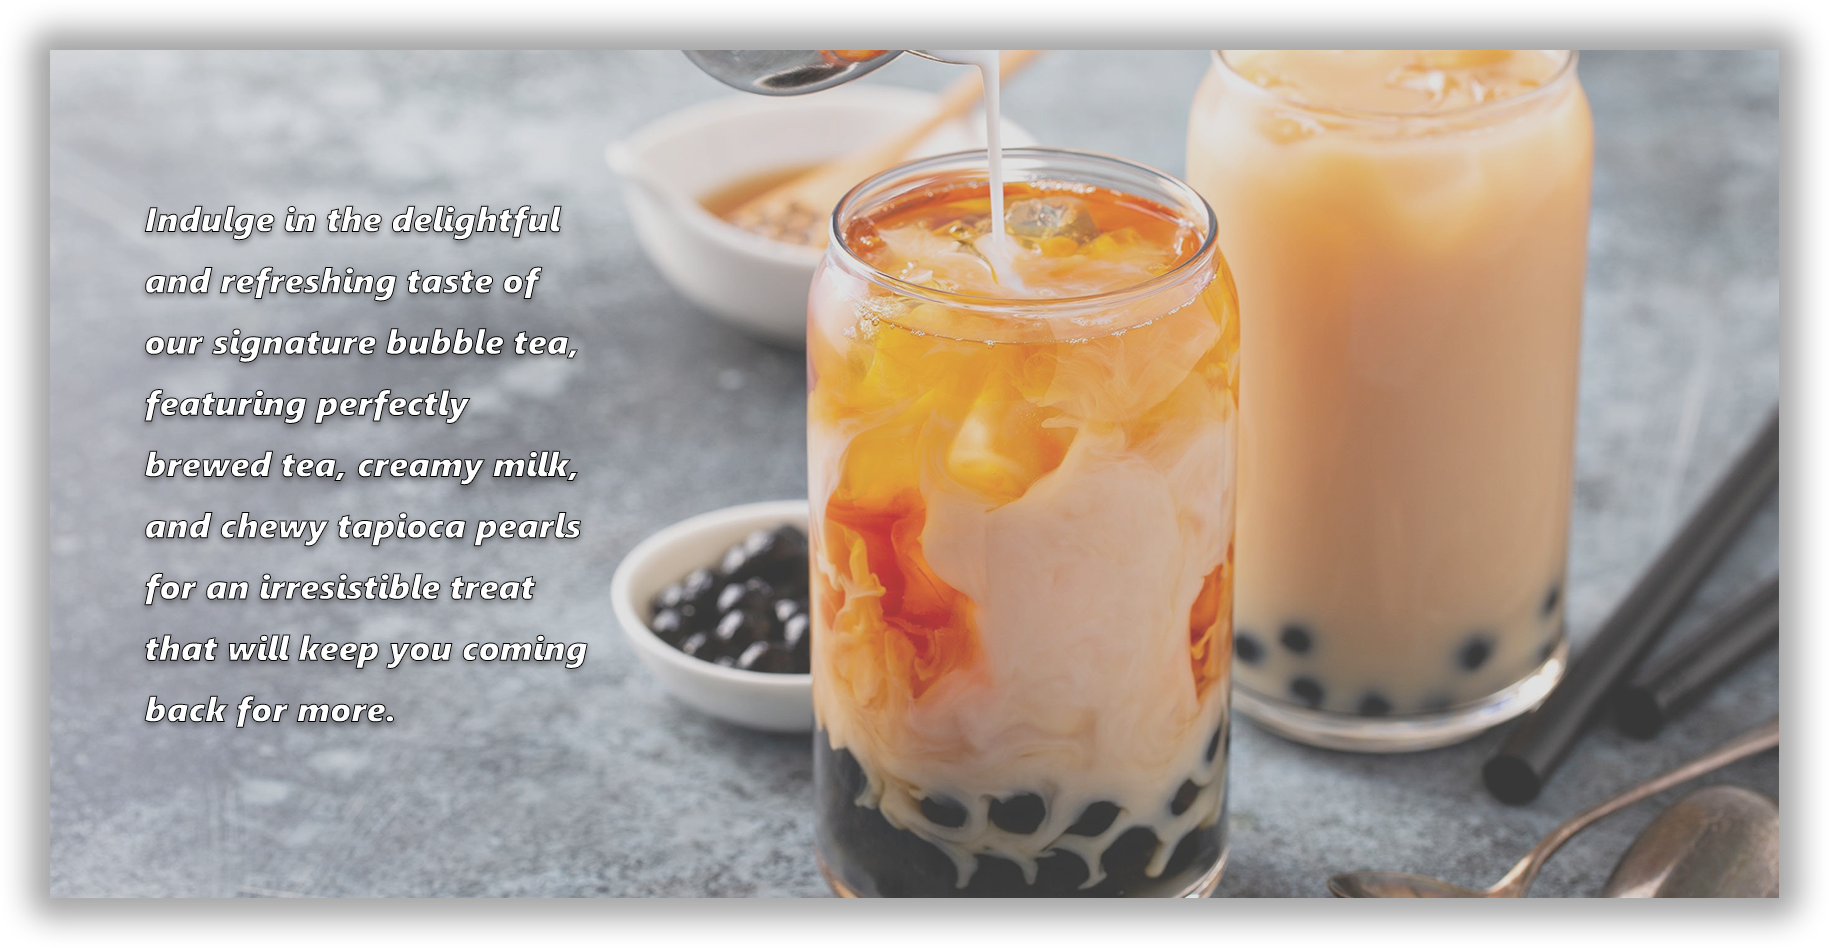 Indulge in the delightful
and refreshing taste of
our signature bubble tea,
featuring perfectly
brewed tea, creamy milk,
and chewy tapioca pearls
for an irresistible treat
that will keep you coming
back for more.